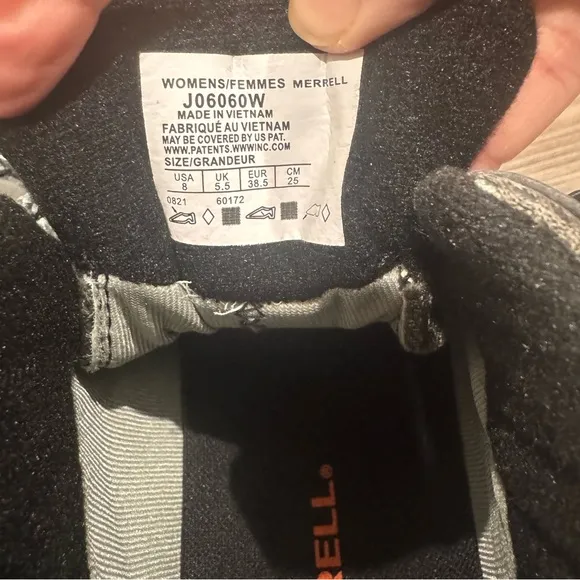 WOMENS/FEMMES MERRELL
J06060W
MADE IN VIETNAM
FABRIQUÉ AU VIETNAM
MAY BE COVERED BY US PAT.
WWW.PATENTS.WWWINC.COM
SIZE/GRANDEUR
USA UK EUR CM
8 5.5 38.5 25
0821 60172
RELL®